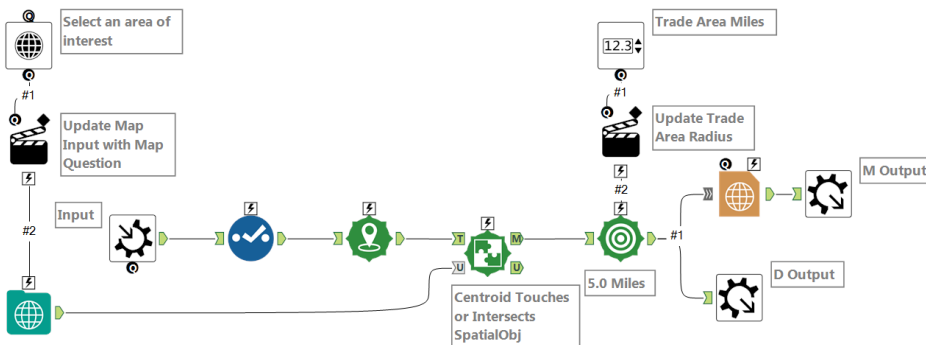 Select an area of
interest
Trade Area Miles
12.3
#1
#1
Update Map
Input with Map
Question
Update Trade
Area Radius
#2
#2
M Output
Input
#1
T
M
U
U
5.0 Miles
D Output
Centroid Touches
or Intersects
SpatialObj
Q
Q
Q
Q
Q
Q
Q